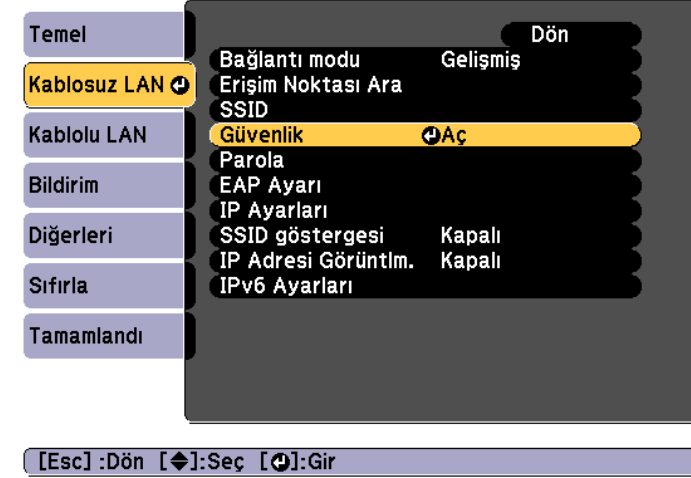 Temel
Kablosuz LAN
Kablolu LAN
Bildirim
Diğerleri
Sıfırla
Tamamlandı
Dön
Bağlantı modu Gelişmiş
Erişim Noktası Ara
SSID
Güvenlik Aç
Parola
EAP Ayarı
IP Ayarları
SSID göstergesi Kapalı
IP Adresi Görüntlm. Kapalı
IPv6 Ayarları
[Esc] :Dön [◆]:Seç [↵]:Gir